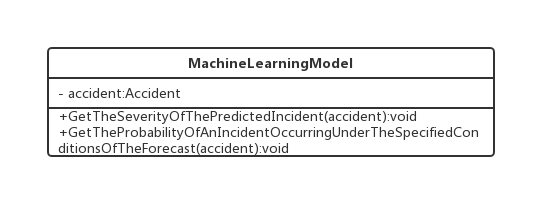 MachineLearningModel
- accident:Accident
+GetTheSeverityOfThePredictedIncident(accident):void
+GetTheProbabilityOfAnIncidentOccurringUnderTheSpecifiedCon
ditionsOfTheForecast(accident):void